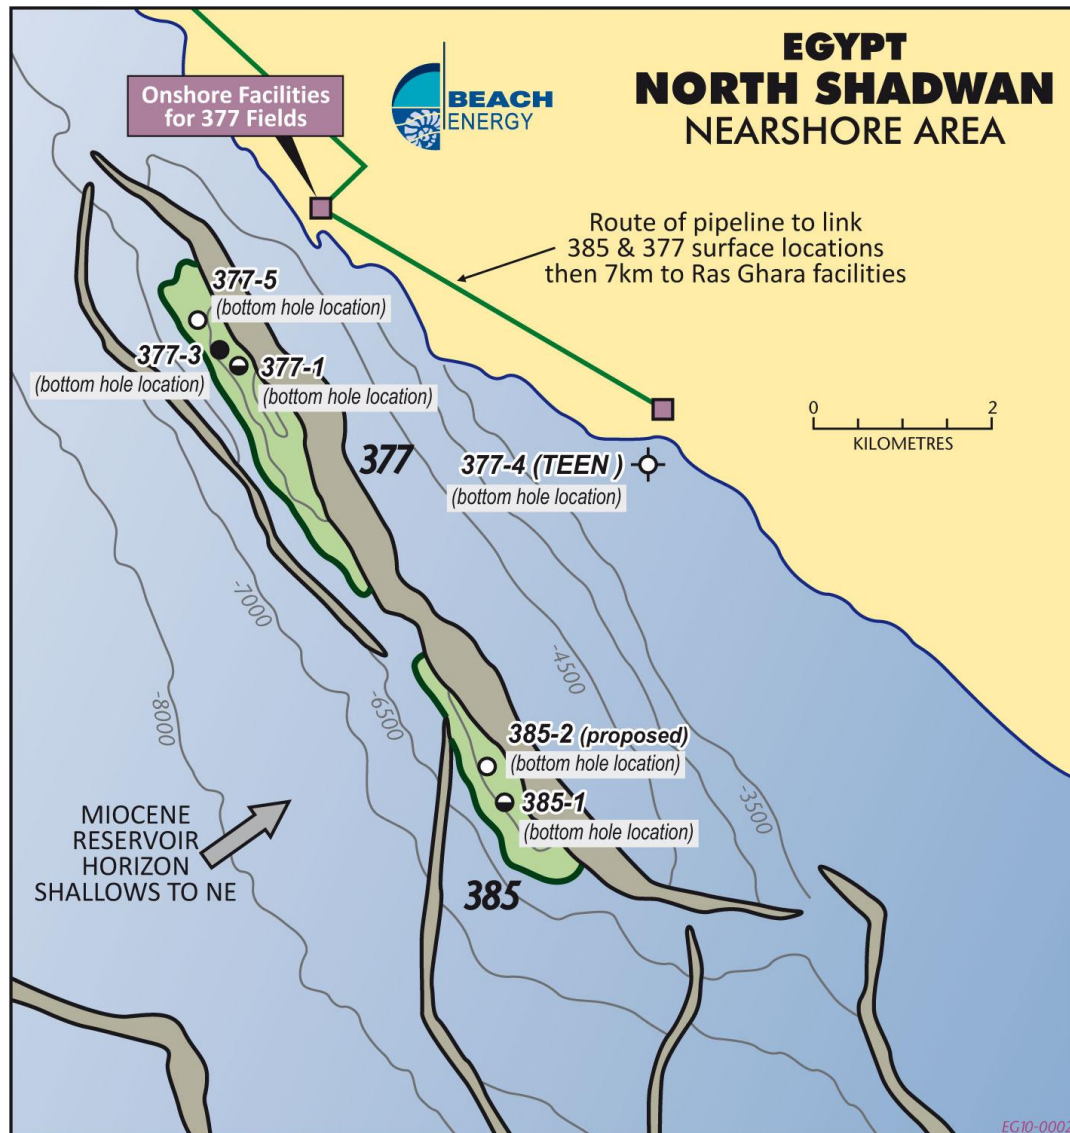 EGYPT
NORTH SHADWAN
NEARSHORE AREA
Onshore Facilities
for 377 Fields
BEACH
ENERGY
Route of pipeline to link
385 & 377 surface locations
then 7km to Ras Ghara facilities
377-5
(bottom hole location)
377-3
(bottom hole location)
377-1
(bottom hole location)
0 2
KILOMETRES
377
377-4 (TEEN )
(bottom hole location)
-7000
-8000
-6500
-4500
-3500
385-2 (proposed)
(bottom hole location)
385-1
(bottom hole location)
MIOCENE
RESERVOIR
HORIZON
SHALLOWS TO NE
385
EG10-0002